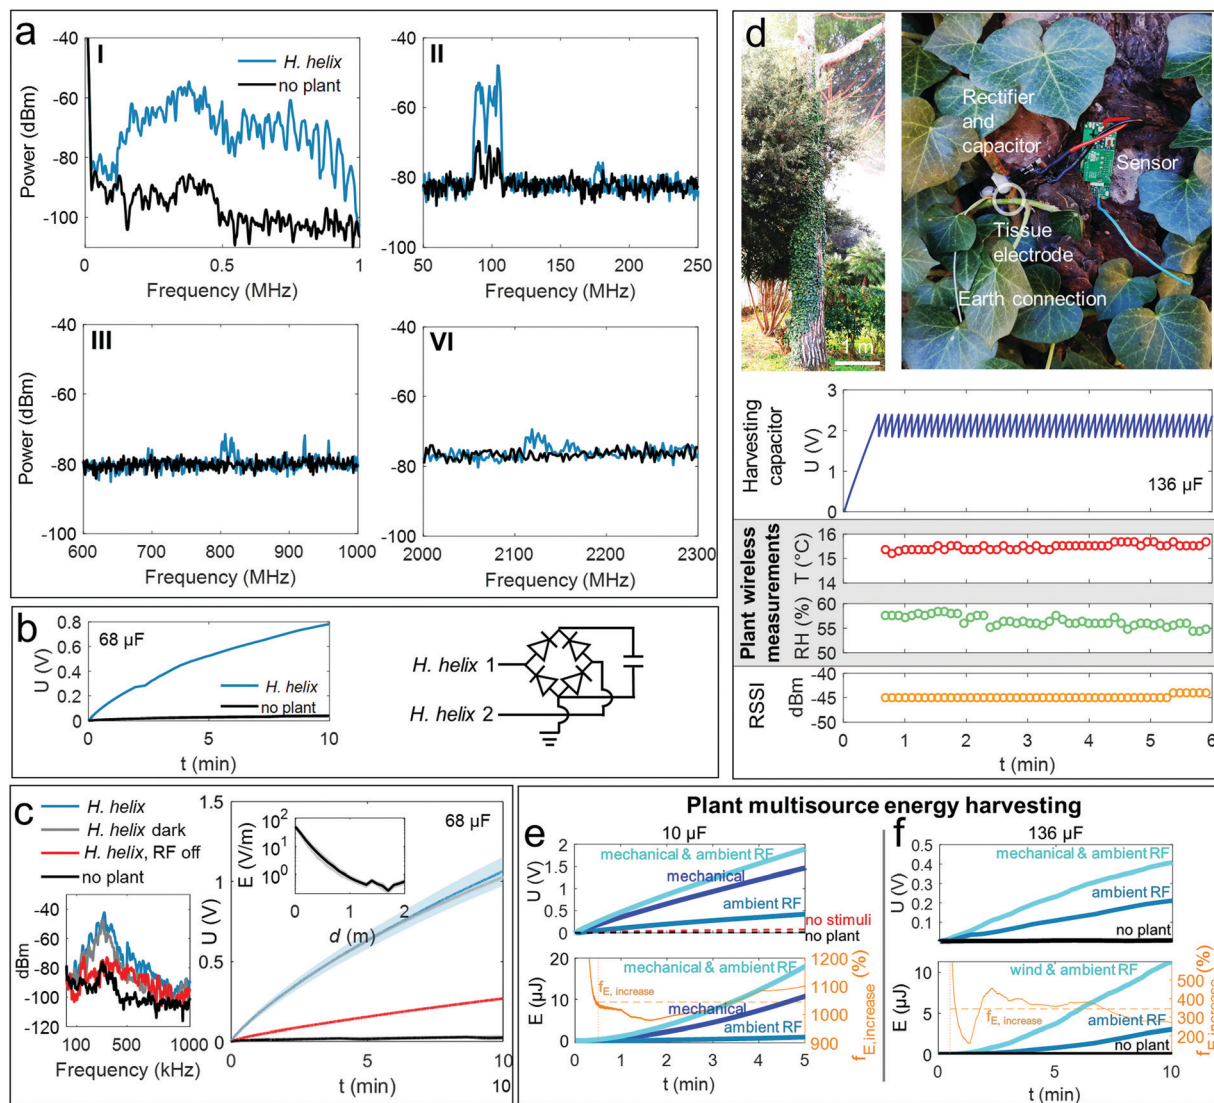 a
I
-40
-60
-80
-100
Power (dBm)
H. helix
no plant
0
0.5
1
Frequency (MHz)
II
-40
-60
-80
-100
50
100
150
200
250
Frequency (MHz)
III
-40
-60
-80
-100
Power (dBm)
600
700
800
900
1000
Frequency (MHz)
VI
-40
-60
-80
-100
2000
2100
2200
2300
Frequency (MHz)
b
68 µF
0.8
0.6
0.4
0.2
0
U (V)
H. helix
no plant
0
5
10
t (min)
H. helix 1
H. helix 2
c
H. helix
H. helix dark
H. helix, RF off
no plant
-40
-60
-80
-100
-120
dBm
100
500
1000
Frequency (kHz)
68 µF
1.5
1
0.5
0
U (V)
10²
10¹
10⁰
E (V/m)
0
1
2
d (m)
0
5
10
t (min)
10
d
1 m
Rectifier
and
capacitor
Sensor
Tissue
electrode
Earth connection
Harvesting
capacitor
U (V)
3
2
1
0
136 µF
Plant wireless
measurements
T (°C)
16
15
14
RH (%)
60
55
50
RSSI
dBm
-40
-45
-50
0
1
2
3
4
5
6
t (min)
Plant multisource energy harvesting
e
10 µF
2
1.5
1
0.5
0
U (V)
mechanical & ambient RF
mechanical
ambient RF
no stimuli
no plant
30
20
10
0
E (µJ)
mechanical & ambient RF
fE, increase
mechanical
ambient RF
1200
1100
1000
900
fE,increase (%)
0
1
2
3
4
5
t (min)
f
136 µF
0.5
0.4
0.3
0.2
0.1
U (V)
mechanical & ambient RF
ambient RF
no plant
10
5
0
E (µJ)
wind & ambient RF
fE, increase
ambient RF
no plant
500
400
300
200
fE,increase (%)
0
5
10
t (min)